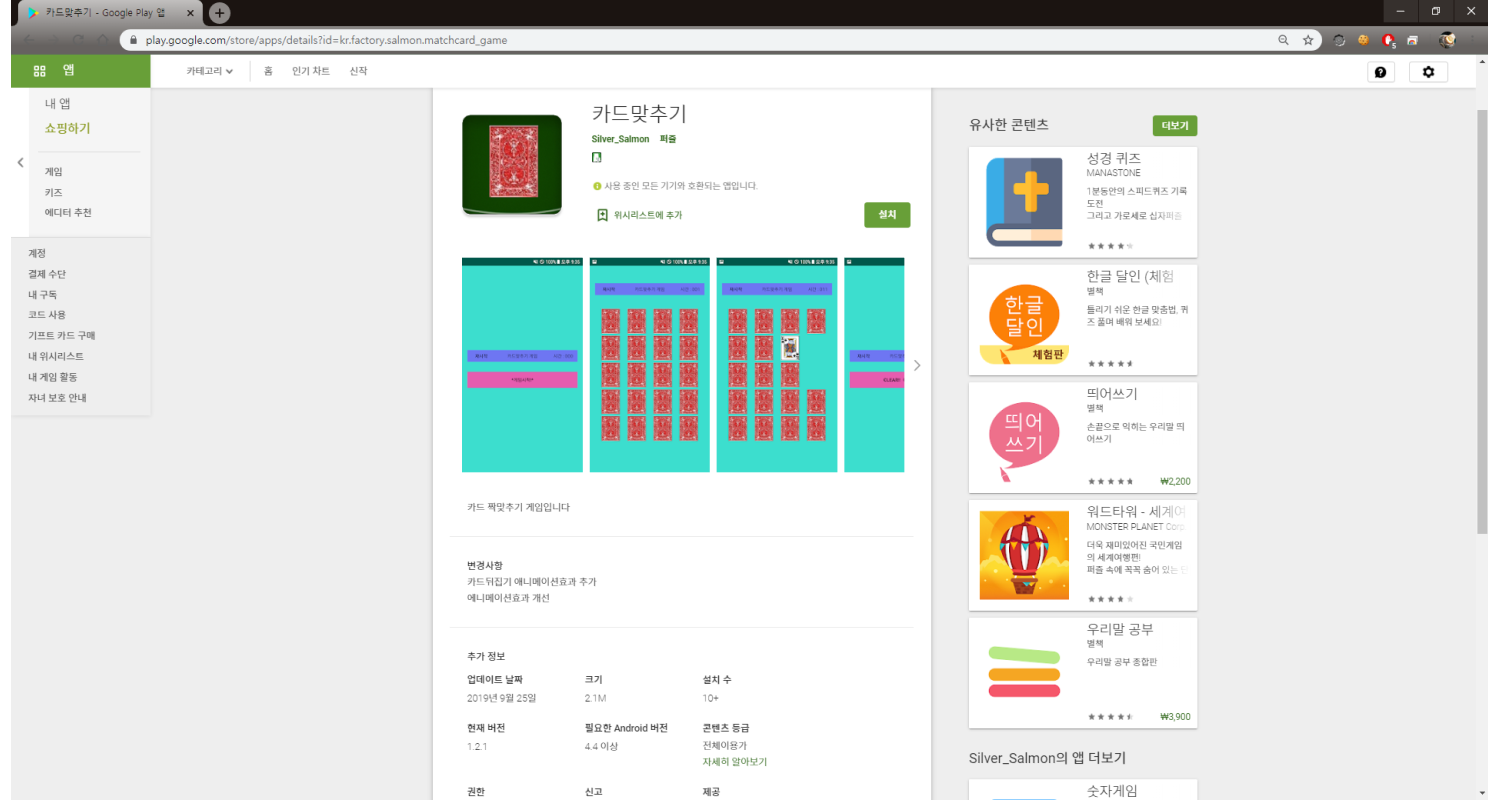 카드맞추기 - Google Play 앱
play.google.com/store/apps/details?id=kr.factory.salmon.matchcard_game
앱
카테고리
홈
인기 차트
신작
내 앱
쇼핑하기
게임
키즈
에디터 추천
계정
결제 수단
내 구독
코드 사용
기프트 카드 구매
내 위시리스트
내 게임 활동
자녀 보호 안내
카드맞추기
Silver_Salmon 퍼즐
사용 중인 모든 기기와 호환되는 앱입니다.
위시리스트에 추가
설치
카드 짝맞추기 게임입니다
변경사항
카드뒤집기 애니메이션효과 추가
에니메이션효과 개선
추가 정보
업데이트 날짜
2019년 9월 25일
크기
2.1M
설치 수
10+
현재 버전
1.2.1
필요한 Android 버전
4.4 이상
콘텐츠 등급
전체이용가
자세히 알아보기
권한
신고
제공
유사한 콘텐츠
더보기
성경 퀴즈
MANASTONE
1분동안의 스피드퀴즈 기록
도전
그리고 가로세로 십자퍼즐
한글 달인 (체험
별책
틀리기 쉬운 한글 맞춤법, 퀴
즈 풀며 배워 보세요!
한글
달인
체험판
띄어쓰기
별책
손끝으로 익히는 우리말 띄
어쓰기
띄어
쓰기
₩2,200
워드타워 - 세계여
MONSTER PLANET Corp.
더욱 재미있어진 국민게임
의 세계여행편!
퍼즐 속에 꼭꼭 숨어 있는
우리말 공부
별책
우리말 공부 종합판
₩3,900
Silver_Salmon의 앱 더보기
숫자게임